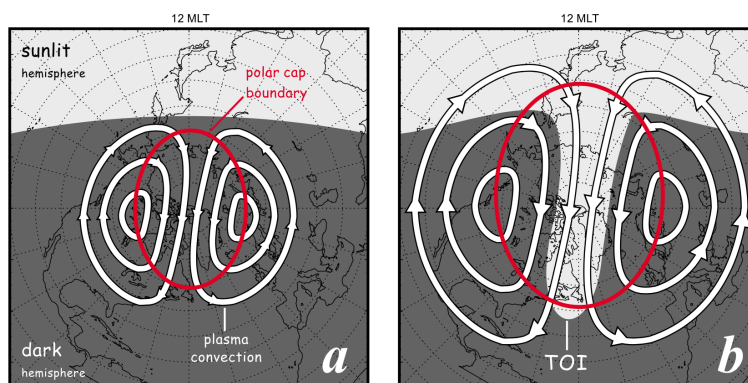 12 MLT
sunlit
hemisphere
polar cap
boundary
plasma
convection
dark
hemisphere
a
12 MLT
TOI
b